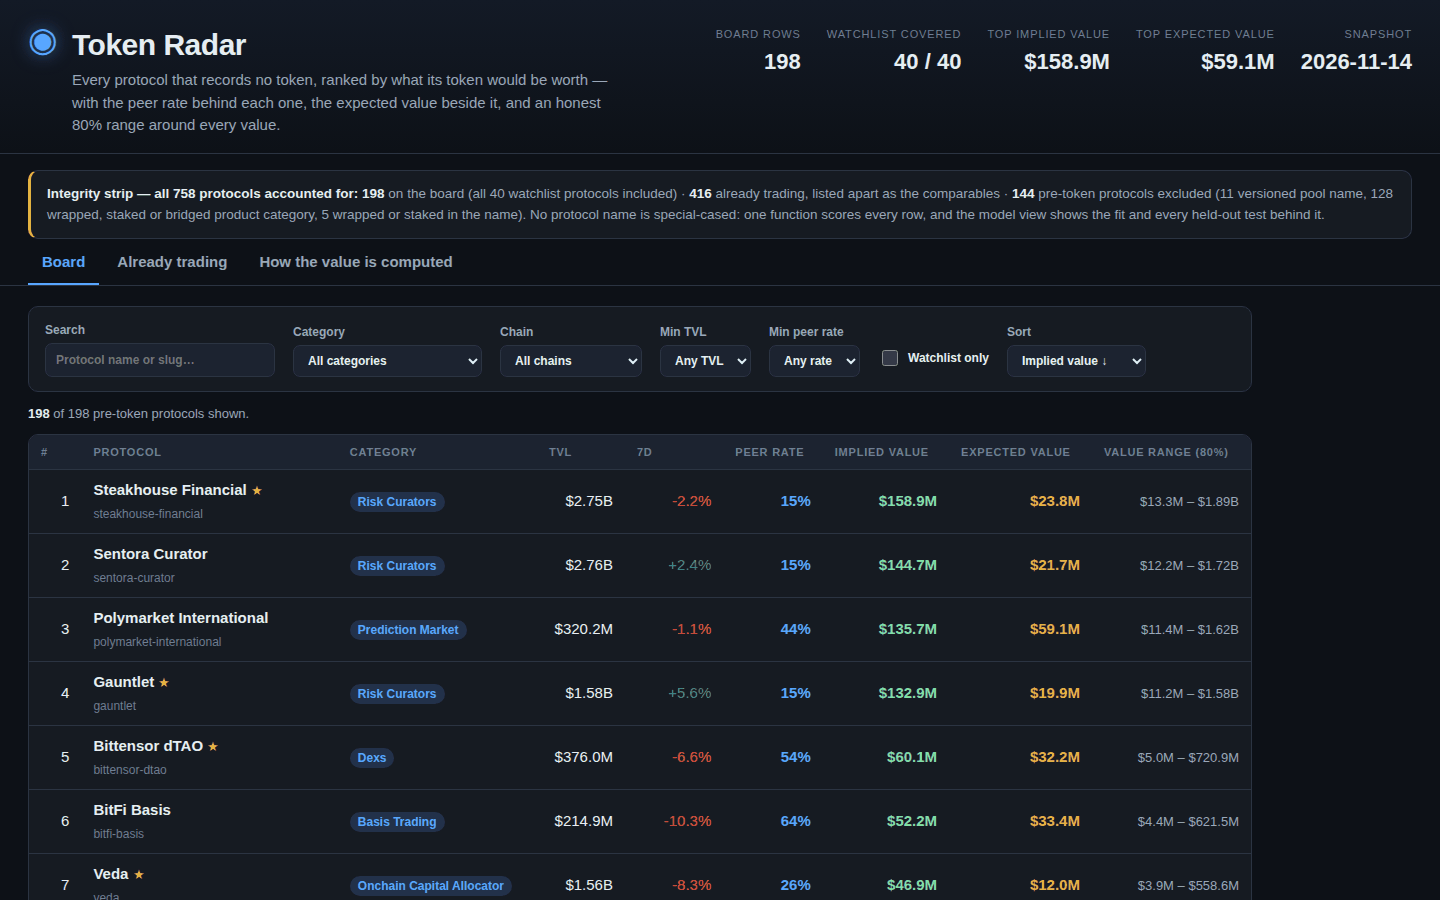 Token Radar
Every protocol that records no token, ranked by what its token would be worth —
with the peer rate behind each one, the expected value beside it, and an honest
80% range around every value.
BOARD ROWS
198
WATCHLIST COVERED
40 / 40
TOP IMPLIED VALUE
$158.9M
TOP EXPECTED VALUE
$59.1M
SNAPSHOT
2026-11-14
Integrity strip — all 758 protocols accounted for: 198 on the board (all 40 watchlist protocols included) · 416 already trading, listed apart as the comparables · 144 pre-token protocols excluded (11 versioned pool name, 128
wrapped, staked or bridged product category, 5 wrapped or staked in the name). No protocol name is special-cased: one function scores every row, and the model view shows the fit and every held-out test behind it.
Board Already trading How the value is computed
Search
Protocol name or slug…
Category
All categories
Chain
All chains
Min TVL
Any TVL
Min peer rate
Any rate
Watchlist only
Sort
Implied value ↓
198 of 198 pre-token protocols shown.
# PROTOCOL CATEGORY TVL 7D PEER RATE IMPLIED VALUE EXPECTED VALUE VALUE RANGE (80%)
1 Steakhouse Financial ★ Risk Curators $2.75B -2.2% 15% $158.9M $23.8M $13.3M – $1.89B
steakhouse-financial
2 Sentora Curator Risk Curators $2.76B +2.4% 15% $144.7M $21.7M $12.2M – $1.72B
sentora-curator
3 Polymarket International Prediction Market $320.2M -1.1% 44% $135.7M $59.1M $11.4M – $1.62B
polymarket-international
4 Gauntlet ★ Risk Curators $1.58B +5.6% 15% $132.9M $19.9M $11.2M – $1.58B
gauntlet
5 Bittensor dTAO ★ Dexs $376.0M -6.6% 54% $60.1M $32.2M $5.0M – $720.9M
bittensor-dtao
6 BitFi Basis Basis Trading $214.9M -10.3% 64% $52.2M $33.4M $4.4M – $621.5M
bitfi-basis
7 Veda ★ Onchain Capital Allocator $1.56B -8.3% 26% $46.9M $12.0M $3.9M – $558.6M
veda